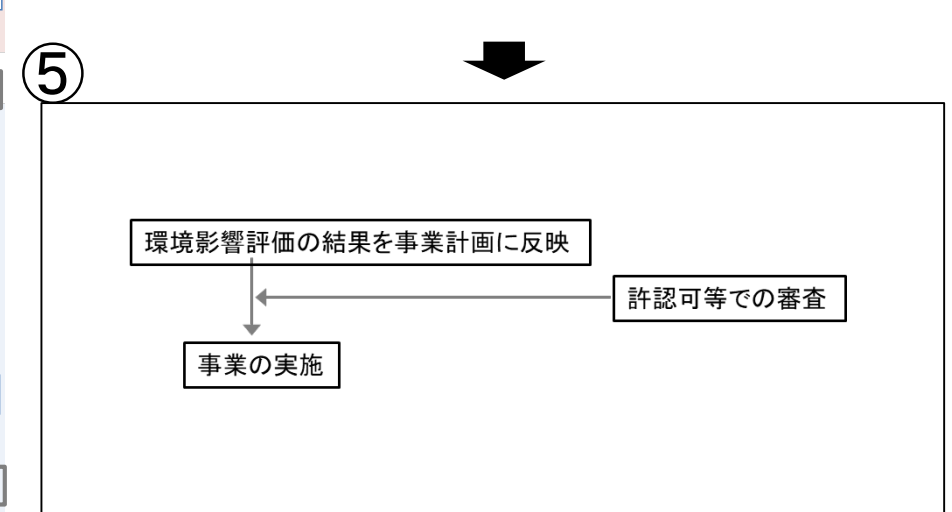 ⑤
環境影響評価の結果を事業計画に反映
許認可等での審査
事業の実施